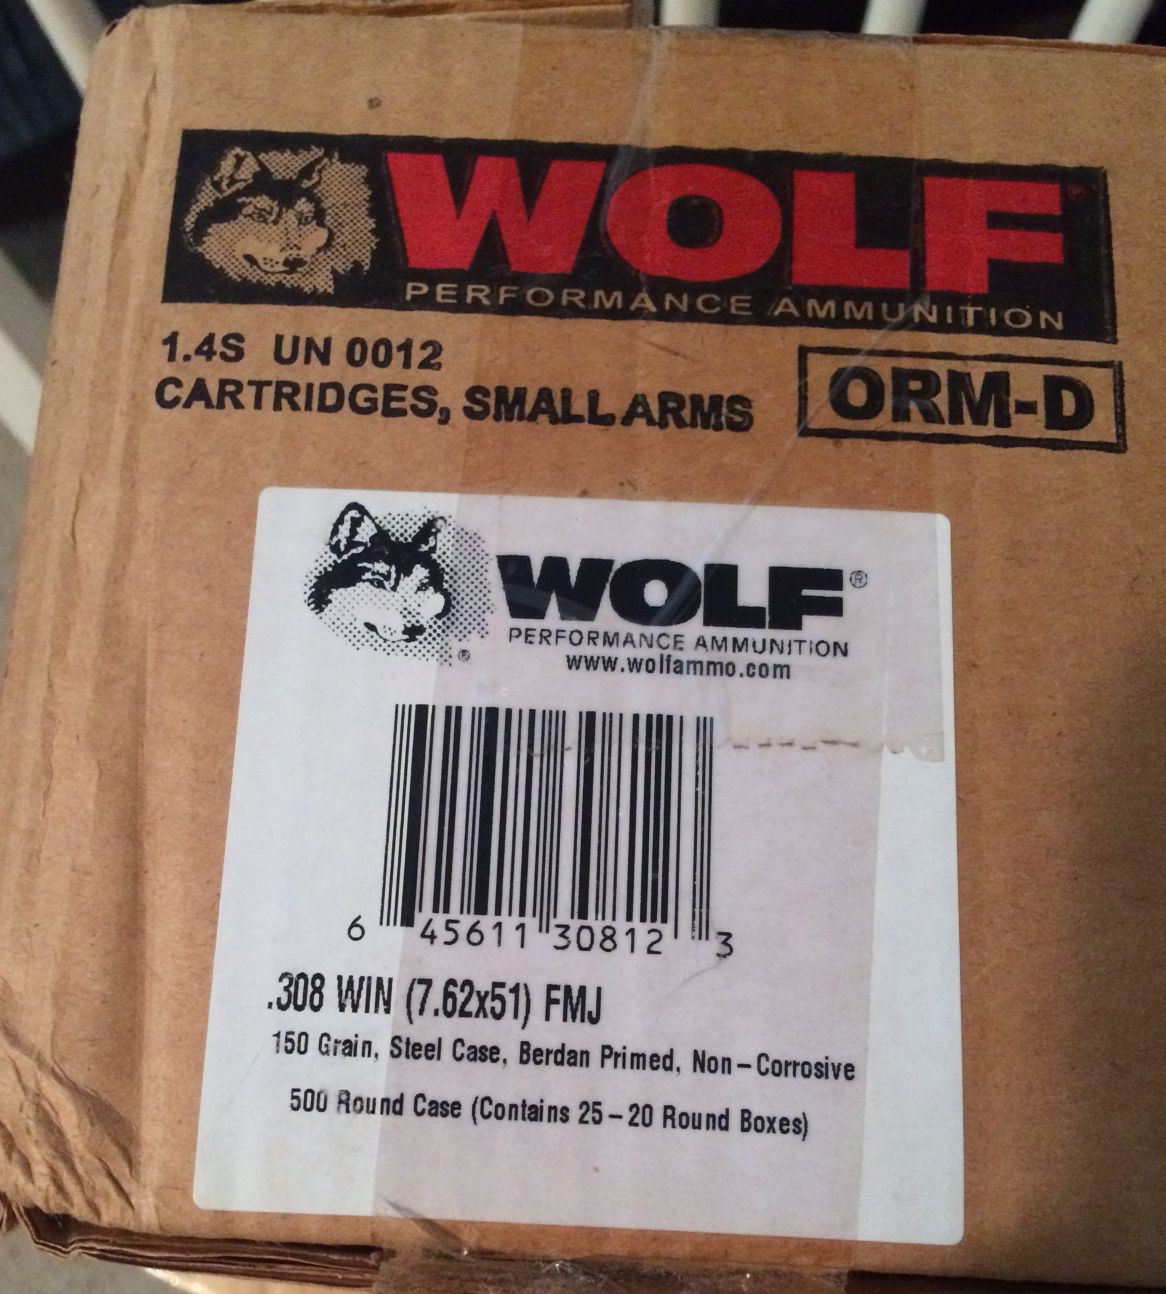 WOLF®
PERFORMANCE AMMUNITION
1.4S UN 0012
CARTRIDGES, SMALL ARMS
ORM-D
WOLF®
PERFORMANCE AMMUNITION
®
www.wolfammo.com
6 45611 30812 3
.308 WIN (7.62x51) FMJ
150 Grain, Steel Case, Berdan Primed, Non-Corrosive
500 Round Case (Contains 25-20 Round Boxes)